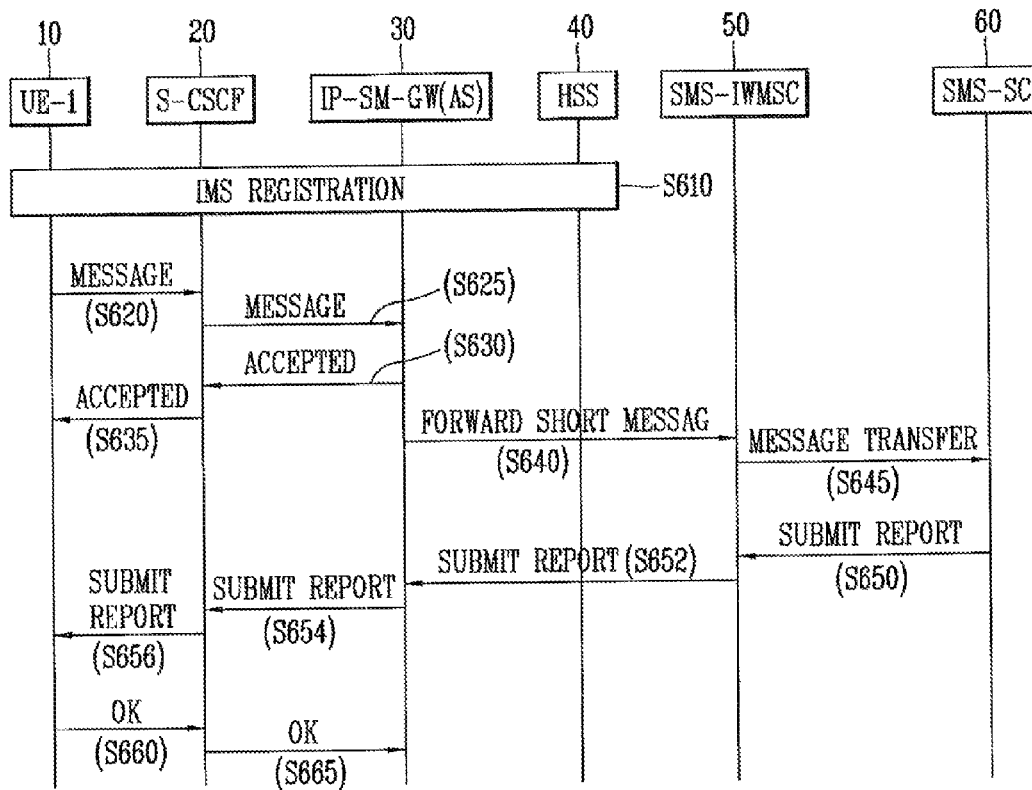 10 20 30 40 50 60
UE-1 S-CSCF IP-SM-GW(AS) HSS SMS-IWMSC SMS-SC
IMS REGISTRATION S610
MESSAGE
(S620)
MESSAGE (S625)
ACCEPTED (S630)
ACCEPTED
(S635)
FORWARD SHORT MESSAG
(S640)
MESSAGE TRANSFER
(S645)
SUBMIT REPORT
(S650)
SUBMIT REPORT (S652)
SUBMIT REPORT
(S654)
SUBMIT
REPORT
(S656)
OK
(S660)
OK
(S665)